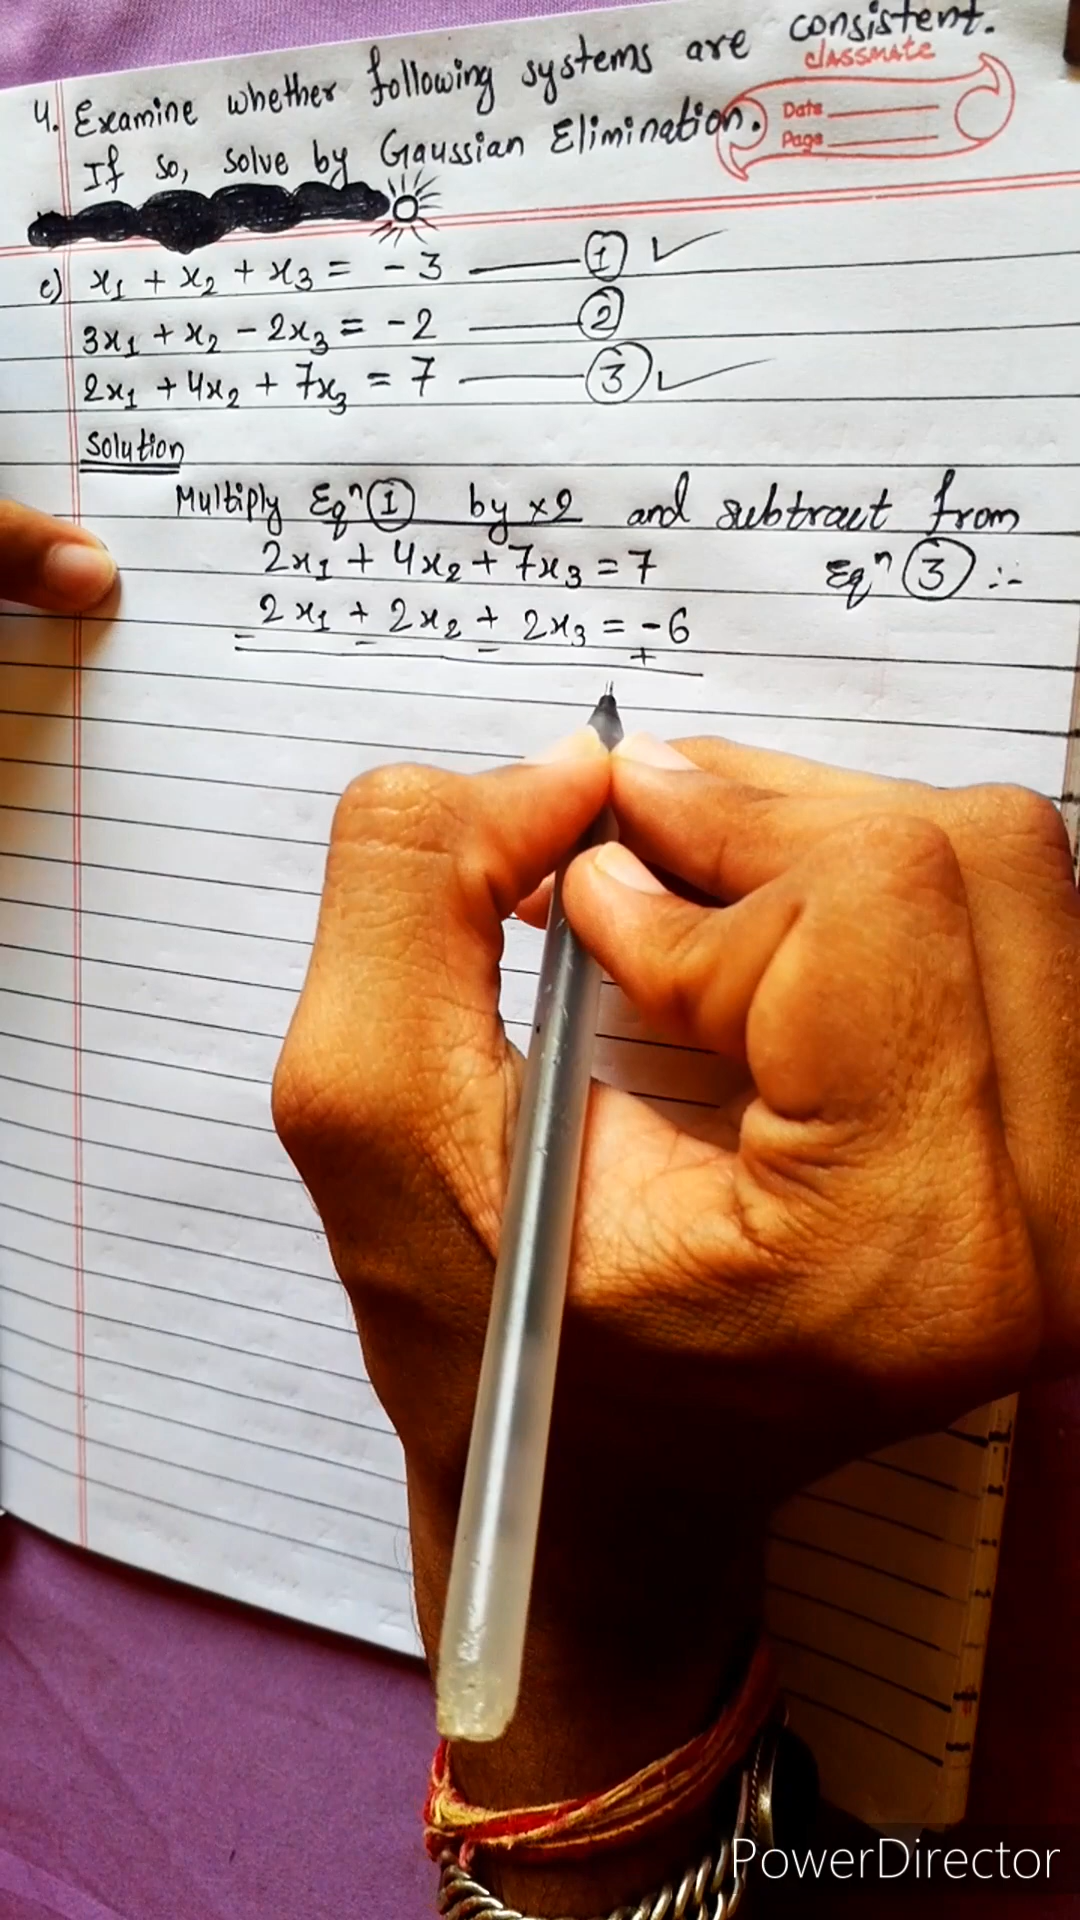 4. Examine whether following systems are consistent.
classmate
Date
Page
If so, solve by Gaussian Elimination.
c) x₁ + x₂ + x₃ = -3 ——— ①
3x₁ + x₂ - 2x₃ = -2 ——— ②
2x₁ + 4x₂ + 7x₃ = 7 ——— ③
Solution
Multiply Eqⁿ ① by ×2 and subtract from
Eqⁿ ③ :-
2x₁ + 4x₂ + 7x₃ = 7
2x₁ + 2x₂ + 2x₃ = -6
- - - +
PowerDirector